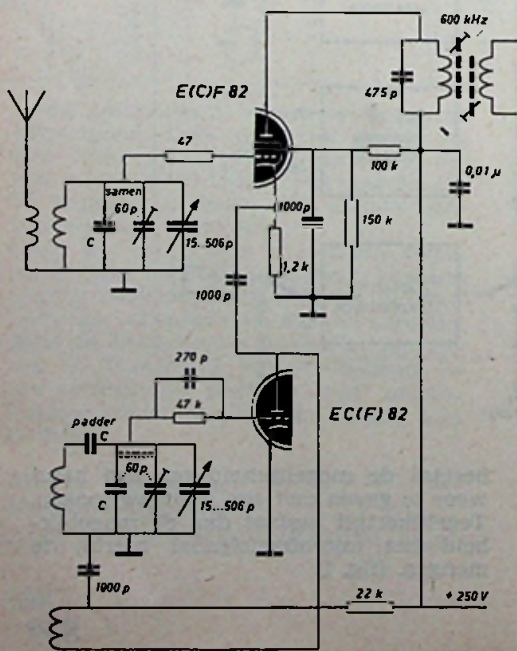 600 kHz
475 p
E(C)F 82
47
100 k
0,01 µ
samen
60 p
C
15...506 p
1000 p
150 k
1,2 k
1000 p
270 p
47 k
EC(F) 82
padder
C
60 p
C
15...506 p
1000 p
22 k
+ 250 V